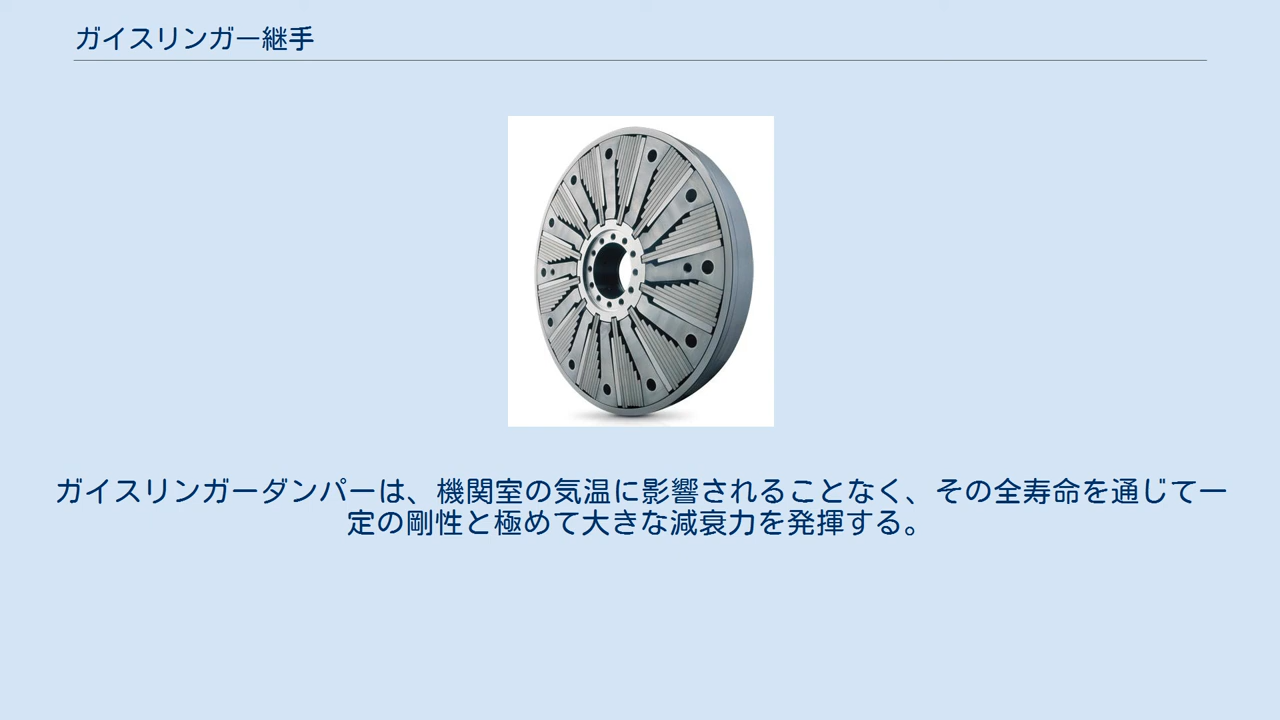 ガイスリンガー継手
ガイスリンガーダンパーは、機関室の気温に影響されることなく、その全寿命を通じて一
定の剛性と極めて大きな減衰力を発揮する。